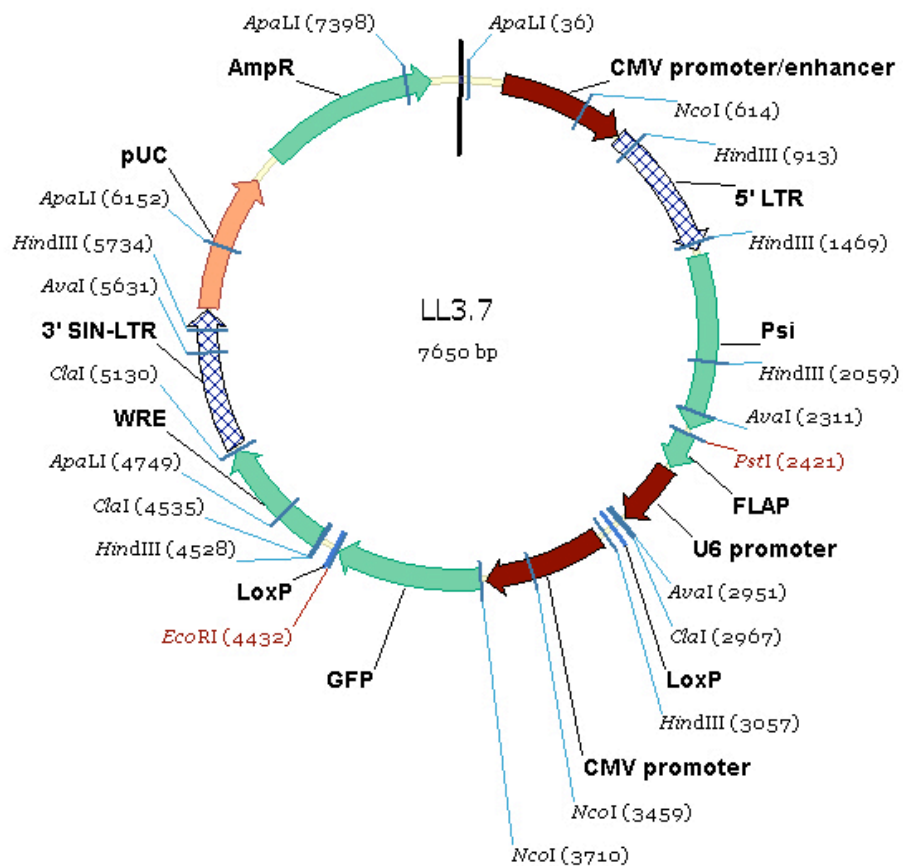 ApaLI (7398)
ApaLI (36)
AmpR
CMV promoter/enhancer
NcoI (614)
HindIII (913)
pUC
5' LTR
ApaLI (6152)
HindIII (5734)
HindIII (1469)
AvaI (5631)
LL3.7
3' SIN-LTR
Psi
7650 bp
ClaI (5130)
HindIII (2059)
WRE
AvaI (2311)
ApaLI (4749)
PstI (2421)
ClaI (4535)
FLAP
HindIII (4528)
U6 promoter
LoxP
AvaI (2951)
EcoRI (4432)
ClaI (2967)
GFP
LoxP
HindIII (3057)
CMV promoter
NcoI (3459)
NcoI (3710)